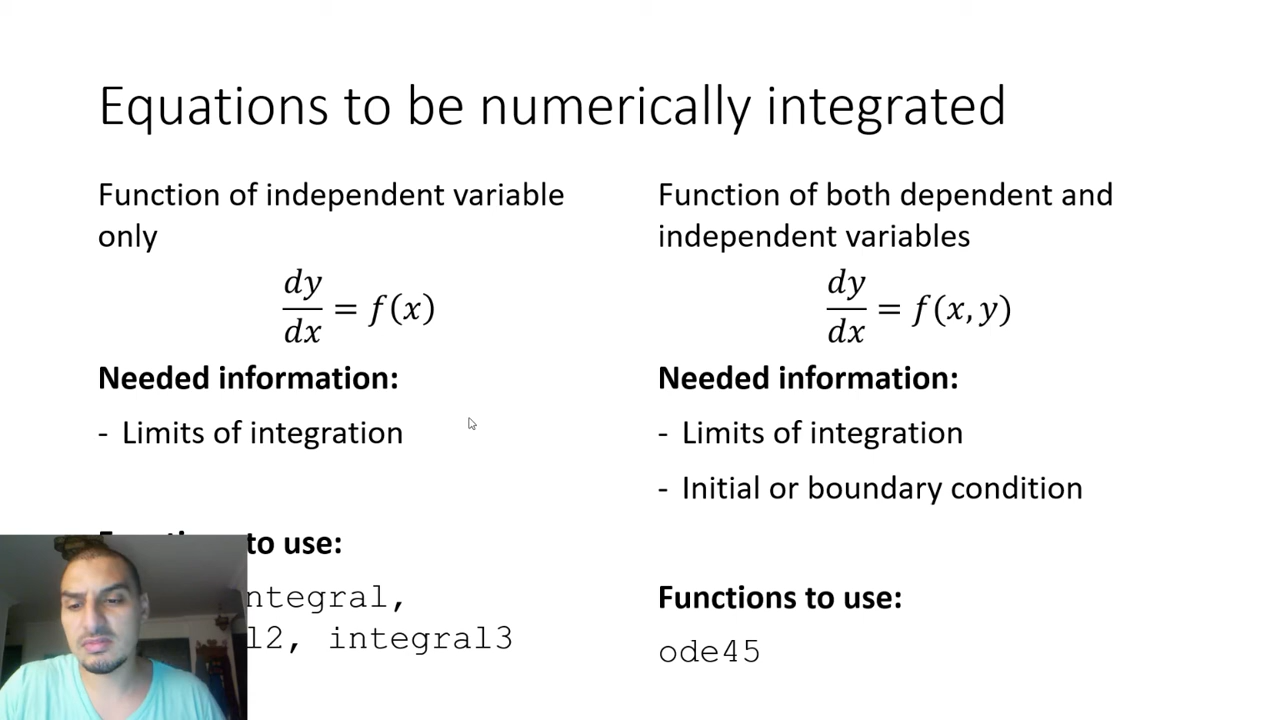 Equations to be numerically integrated
Function of independent variable
only
dy/dx = f(x)
Needed information:
- Limits of integration
to use:
ntegral,
l2, integral3
Function of both dependent and
independent variables
dy/dx = f(x, y)
Needed information:
- Limits of integration
- Initial or boundary condition
Functions to use:
ode45